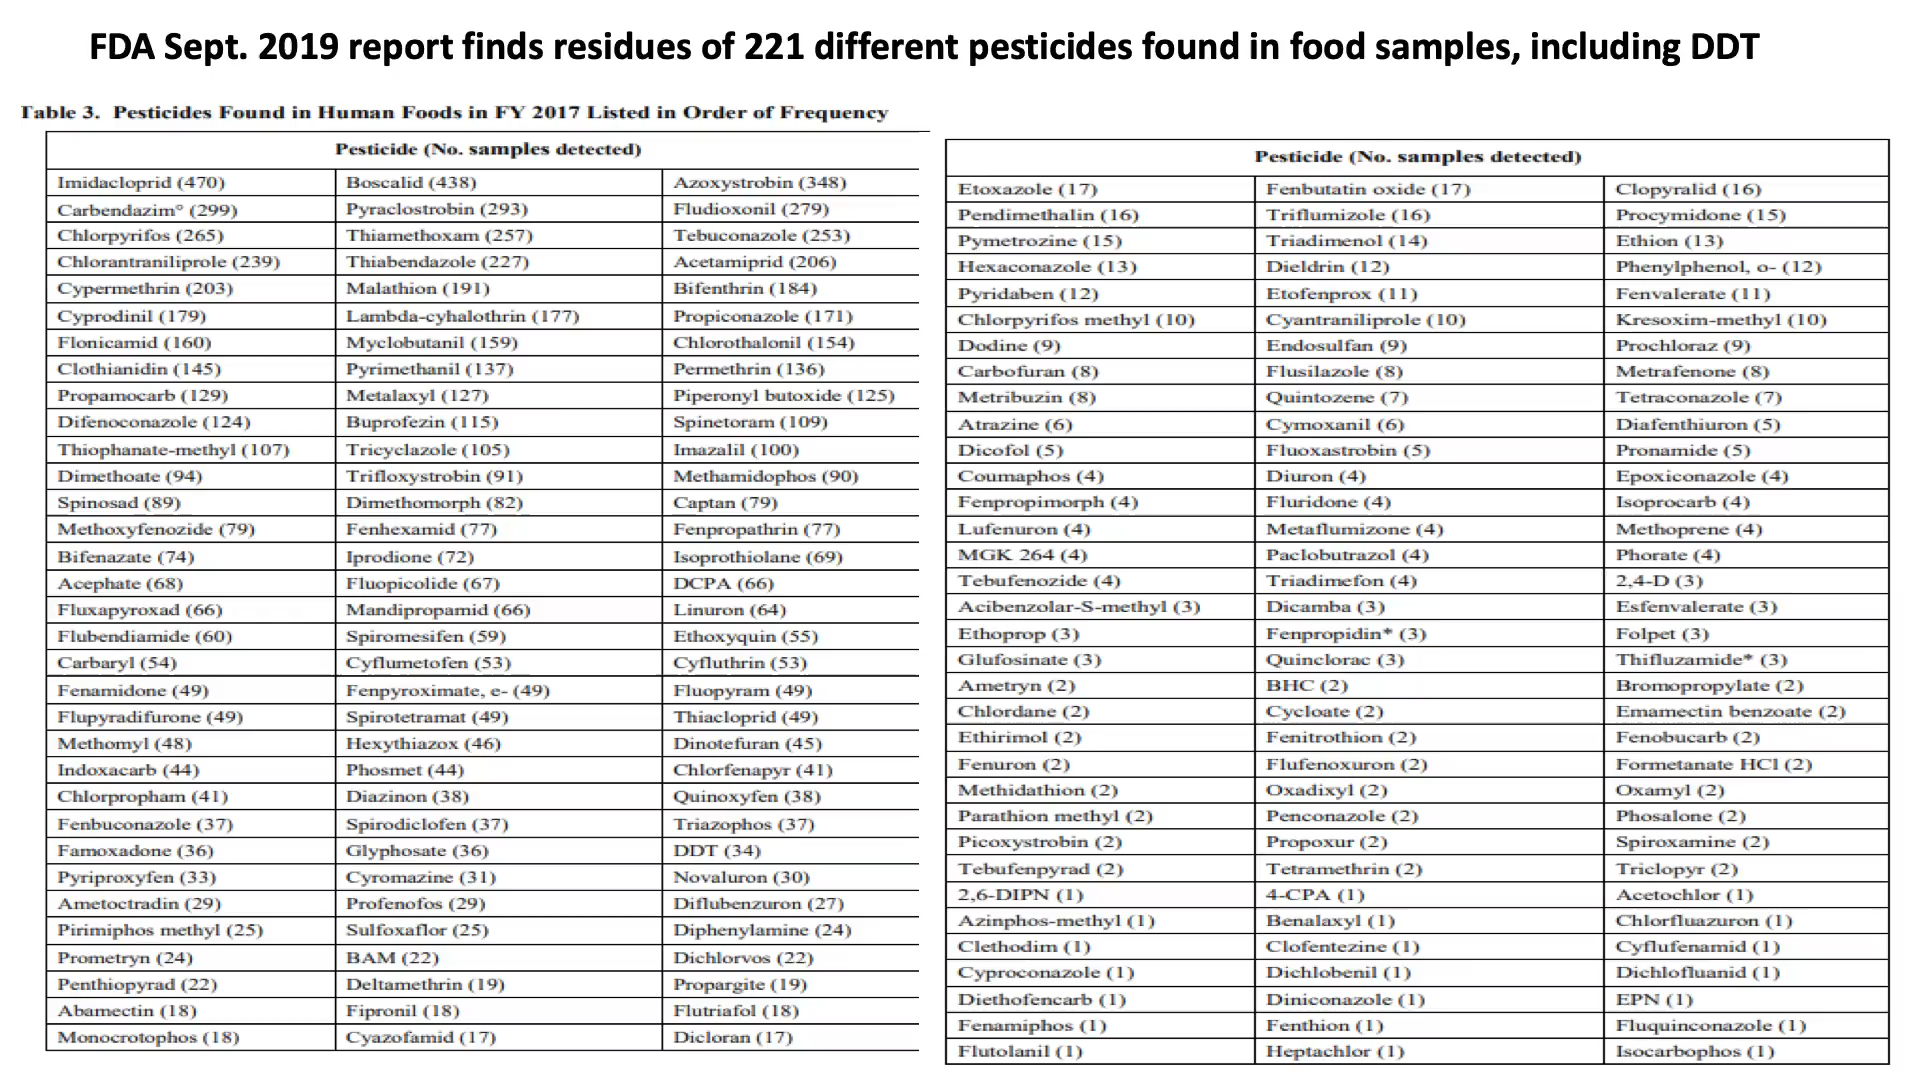 FDA Sept. 2019 report finds residues of 221 different pesticides found in food samples, including DDT
Table 3. Pesticides Found in Human Foods in FY 2017 Listed in Order of Frequency
Pesticide (No. samples detected)
Imidacloprid (470) Boscalid (438) Azoxystrobin (348)
Carbendazim° (299) Pyraclostrobin (293) Fludioxonil (279)
Chlorpyrifos (265) Thiamethoxam (257) Tebuconazole (253)
Chlorantraniliprole (239) Thiabendazole (227) Acetamiprid (206)
Cypermethrin (203) Malathion (191) Bifenthrin (184)
Cyprodinil (179) Lambda-cyhalothrin (177) Propiconazole (171)
Flonicamid (160) Myclobutanil (159) Chlorothalonil (154)
Clothianidin (145) Pyrimethanil (137) Permethrin (136)
Propamocarb (129) Metalaxyl (127) Piperonyl butoxide (125)
Difenoconazole (124) Buprofezin (115) Spinetoram (109)
Thiophanate-methyl (107) Tricyclazole (105) Imazalil (100)
Dimethoate (94) Trifloxystrobin (91) Methamidophos (90)
Spinosad (89) Dimethomorph (82) Captan (79)
Methoxyfenozide (79) Fenhexamid (77) Fenpropathrin (77)
Bifenazate (74) Iprodione (72) Isoprothiolane (69)
Acephate (68) Fluopicolide (67) DCPA (66)
Fluxapyroxad (66) Mandipropamid (66) Linuron (64)
Flubendiamide (60) Spiromesifen (59) Ethoxyquin (55)
Carbaryl (54) Cyflumetofen (53) Cyfluthrin (53)
Fenamidone (49) Fenpyroximate, e- (49) Fluopyram (49)
Flupyradifurone (49) Spirotetramat (49) Thiacloprid (49)
Methomyl (48) Hexythiazox (46) Dinotefuran (45)
Indoxacarb (44) Phosmet (44) Chlorfenapyr (41)
Chlorpropham (41) Diazinon (38) Quinoxyfen (38)
Fenbuconazole (37) Spirodiclofen (37) Triazophos (37)
Famoxadone (36) Glyphosate (36) DDT (34)
Pyriproxyfen (33) Cyromazine (31) Novaluron (30)
Ametoctradin (29) Profenofos (29) Diflubenzuron (27)
Pirimiphos methyl (25) Sulfoxaflor (25) Diphenylamine (24)
Prometryn (24) BAM (22) Dichlorvos (22)
Penthiopyrad (22) Deltamethrin (19) Propargite (19)
Abamectin (18) Fipronil (18) Flutriafol (18)
Monocrotophos (18) Cyazofamid (17) Dicloran (17)
Pesticide (No. samples detected)
Etoxazole (17) Fenbutatin oxide (17) Clopyralid (16)
Pendimethalin (16) Triflumizole (16) Procymidone (15)
Pymetrozine (15) Triadimenol (14) Ethion (13)
Hexaconazole (13) Dieldrin (12) Phenylphenol, o- (12)
Pyridaben (12) Etofenprox (11) Fenvalerate (11)
Chlorpyrifos methyl (10) Cyantraniliprole (10) Kresoxim-methyl (10)
Dodine (9) Endosulfan (9) Prochloraz (9)
Carbofuran (8) Flusilazole (8) Metrafenone (8)
Metribuzin (8) Quintozene (7) Tetraconazole (7)
Atrazine (6) Cymoxanil (6) Diafenthiuron (5)
Dicofol (5) Fluoxastrobin (5) Pronamide (5)
Coumaphos (4) Diuron (4) Epoxiconazole (4)
Fenpropimorph (4) Fluridone (4) Isoprocarb (4)
Lufenuron (4) Metaflumizone (4) Methoprene (4)
MGK 264 (4) Paclobutrazol (4) Phorate (4)
Tebufenozide (4) Triadimefon (4) 2,4-D (3)
Acibenzolar-S-methyl (3) Dicamba (3) Esfenvalerate (3)
Ethoprop (3) Fenpropidin* (3) Folpet (3)
Glufosinate (3) Quinclorac (3) Thifluzamide* (3)
Ametryn (2) BHC (2) Bromopropylate (2)
Chlordane (2) Cycloate (2) Emamectin benzoate (2)
Ethirimol (2) Fenitrothion (2) Fenobucarb (2)
Fenuron (2) Flufenoxuron (2) Formetanate HCl (2)
Methidathion (2) Oxadixyl (2) Oxamyl (2)
Parathion methyl (2) Penconazole (2) Phosalone (2)
Picoxystrobin (2) Propoxur (2) Spiroxamine (2)
Tebufenpyrad (2) Tetramethrin (2) Triclopyr (2)
2,6-DIPN (1) 4-CPA (1) Acetochlor (1)
Azinphos-methyl (1) Benalaxyl (1) Chlorfluazuron (1)
Clethodim (1) Clofentezine (1) Cyflufenamid (1)
Cyproconazole (1) Dichlobenil (1) Dichlofluanid (1)
Diethofencarb (1) Diniconazole (1) EPN (1)
Fenamiphos (1) Fenthion (1) Fluquinconazole (1)
Flutolanil (1) Heptachlor (1) Isocarbophos (1)